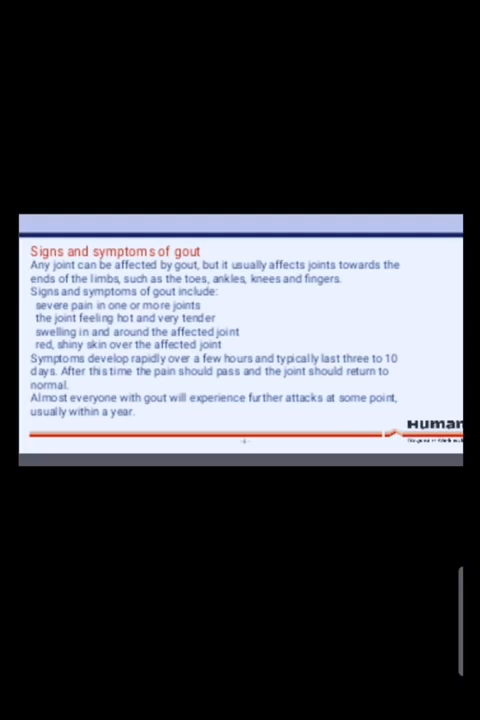 Signs and symptoms of gout
Any joint can be affected by gout, but it usually affects joints towards the
ends of the limbs, such as the toes, ankles, knees and fingers.
Signs and symptoms of gout include:
severe pain in one or more joints
the joint feeling hot and very tender
swelling in and around the affected joint
red, shiny skin over the affected joint
Symptoms develop rapidly over a few hours and typically last three to 10
days. After this time the pain should pass and the joint should return to
normal.
Almost everyone with gout will experience further attacks at some point,
usually within a year.
Human